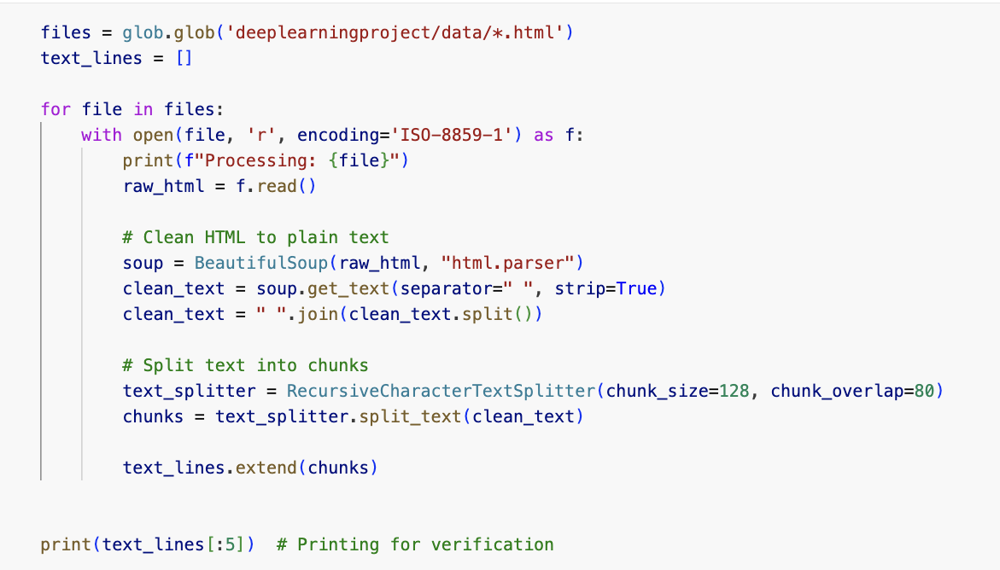 files = glob.glob('deeplearningproject/data/*.html')
text_lines = []
for file in files:
with open(file, 'r', encoding='ISO-8859-1') as f:
print(f"Processing: {file}")
raw_html = f.read()
# Clean HTML to plain text
soup = BeautifulSoup(raw_html, "html.parser")
clean_text = soup.get_text(separator=" ", strip=True)
clean_text = " ".join(clean_text.split())
# Split text into chunks
text_splitter = RecursiveCharacterTextSplitter(chunk_size=128, chunk_overlap=80)
chunks = text_splitter.split_text(clean_text)
text_lines.extend(chunks)
print(text_lines[:5])  # Printing for verification